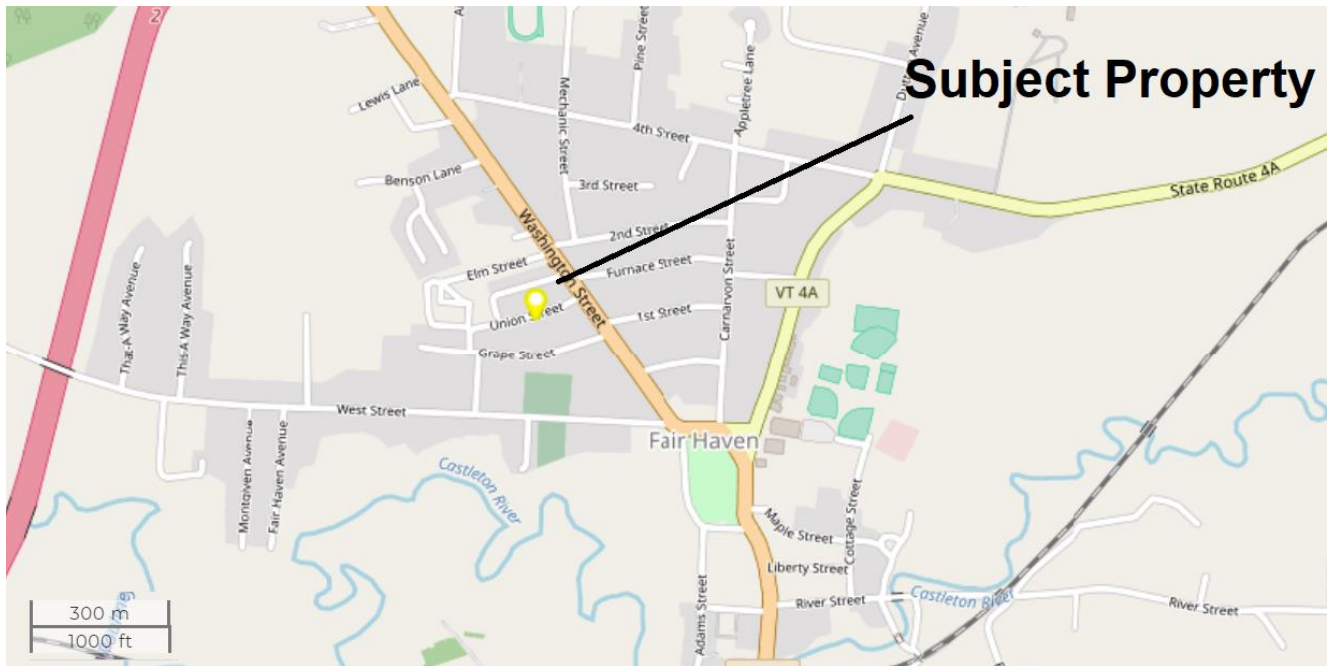 2
Pine Street
Appletree Lane
Subject Property
Lewis Lane
Mechanic Street
4th Street
Benson Lane
3rd Street
State Route 4A
Washington Street
2nd Street
Elm Street
Furnace Street
VT 4A
Union Street
1st Street
Carnarvon Street
Grape Street
That-A Way Avenue
This-A Way Avenue
West Street
Fair Haven
Montgiven Avenue
Fair Haven Avenue
Castleton River
Maple Street
Cottage Street
Liberty Street
River Street
Castleton River
River Street
Adams Street
300 m
1000 ft